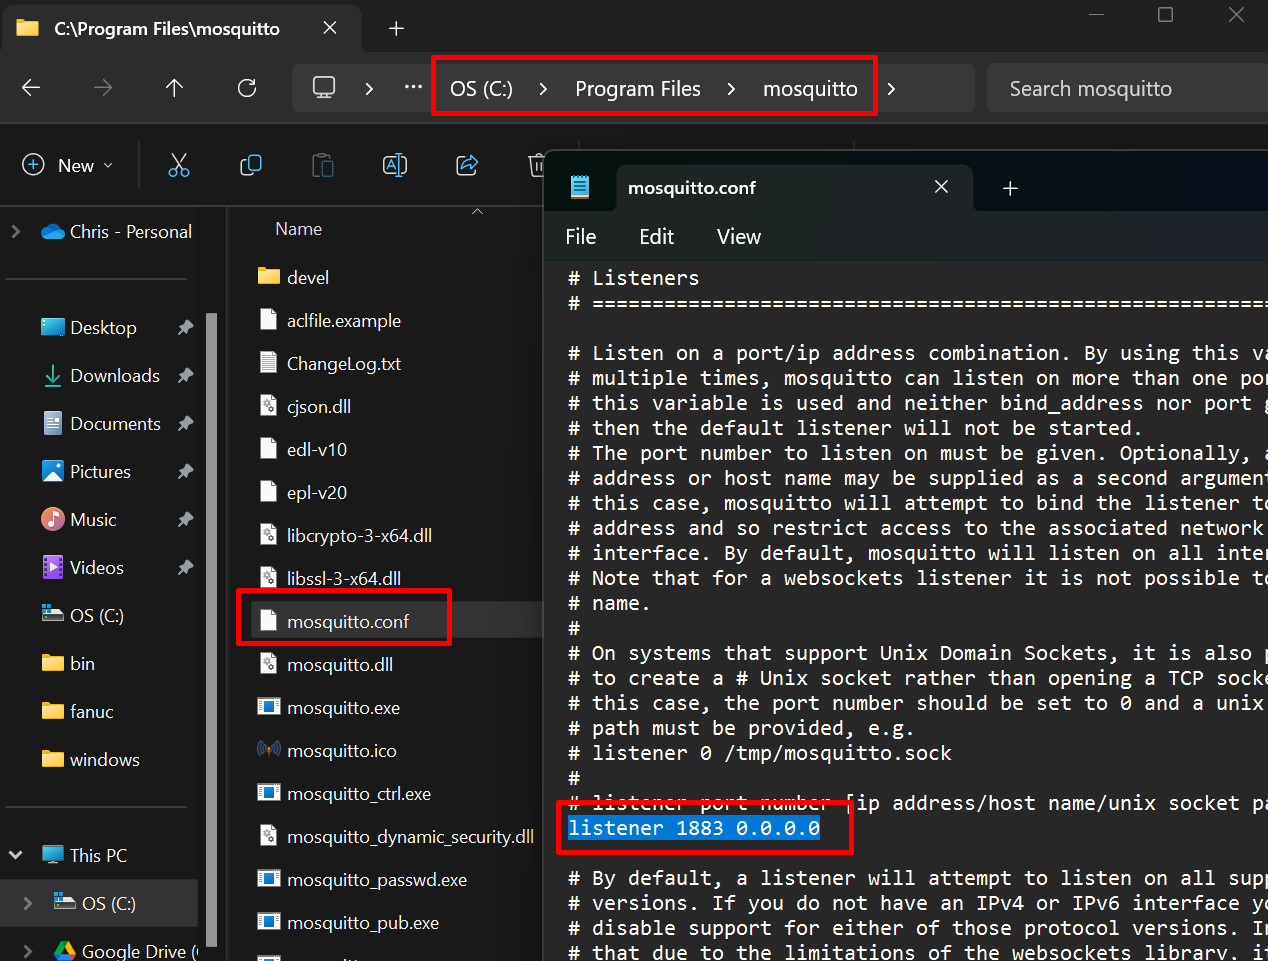 C:\Program Files\mosquitto
OS (C:) > Program Files > mosquitto >
Search mosquitto
New
Chris - Personal
Desktop
Downloads
Documents
Pictures
Music
Videos
OS (C:)
bin
fanuc
windows
This PC
OS (C:)
Google Drive (
Name
devel
aclfile.example
ChangeLog.txt
cjson.dll
edl-v10
epl-v20
libcrypto-3-x64.dll
libssl-3-x64.dll
mosquitto.conf
mosquitto.dll
mosquitto.exe
mosquitto.ico
mosquitto_ctrl.exe
mosquitto_dynamic_security.dll
mosquitto_passwd.exe
mosquitto_pub.exe
mosquitto.conf
File Edit View
# Listeners
# =========================================================
# Listen on a port/ip address combination. By using this va
# multiple times, mosquitto can listen on more than one por
# this variable is used and neither bind_address nor port g
# then the default listener will not be started.
# The port number to listen on must be given. Optionally, a
# address or host name may be supplied as a second argument
# this case, mosquitto will attempt to bind the listener to
# address and so restrict access to the associated network
# interface. By default, mosquitto will listen on all inter
# Note that for a websockets listener it is not possible to
# name.
#
# On systems that support Unix Domain Sockets, it is also p
# to create a # Unix socket rather than opening a TCP socke
# this case, the port number should be set to 0 and a unix
# path must be provided, e.g.
# listener 0 /tmp/mosquitto.sock
#
# listener port-number [ip address/host name/unix socket pa
listener 1883 0.0.0.0
# By default, a listener will attempt to listen on all supp
# versions. If you do not have an IPv4 or IPv6 interface yo
# disable support for either of those protocol versions. In
# that due to the limitations of the websockets library, it